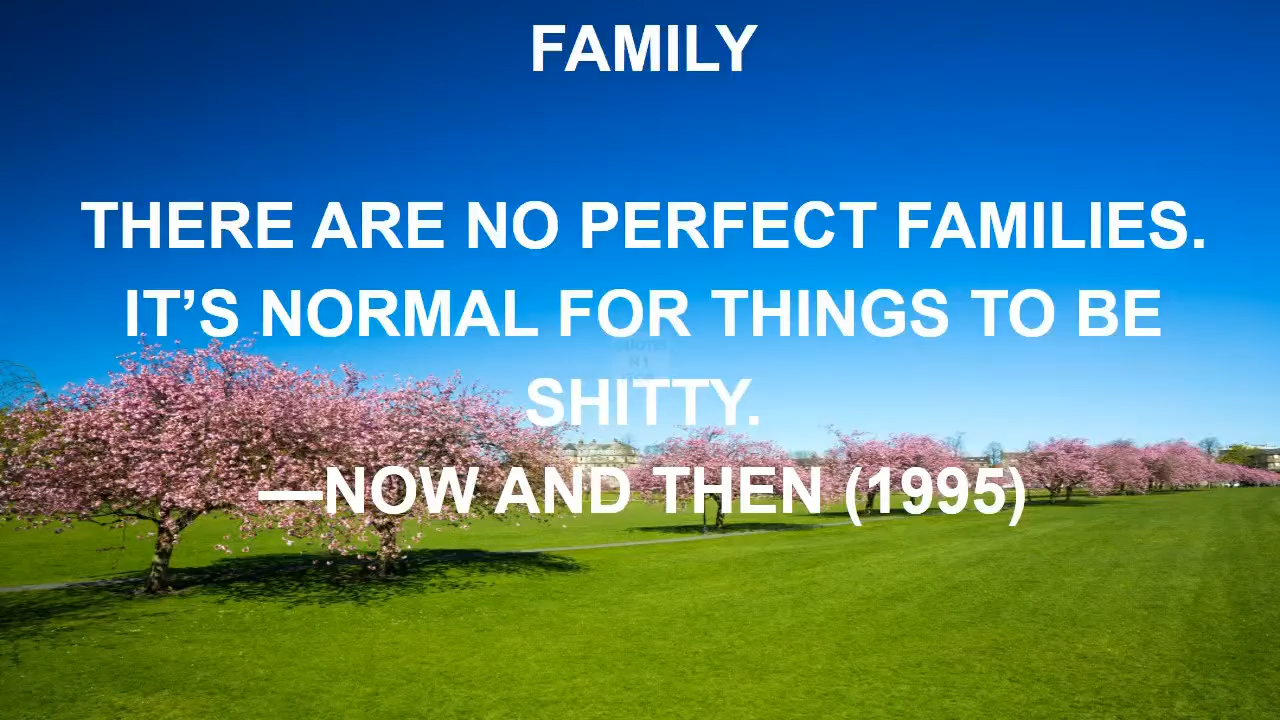 FAMILY
THERE ARE NO PERFECT FAMILIES.
IT’S NORMAL FOR THINGS TO BE
SHITTY.
—NOW AND THEN (1995)